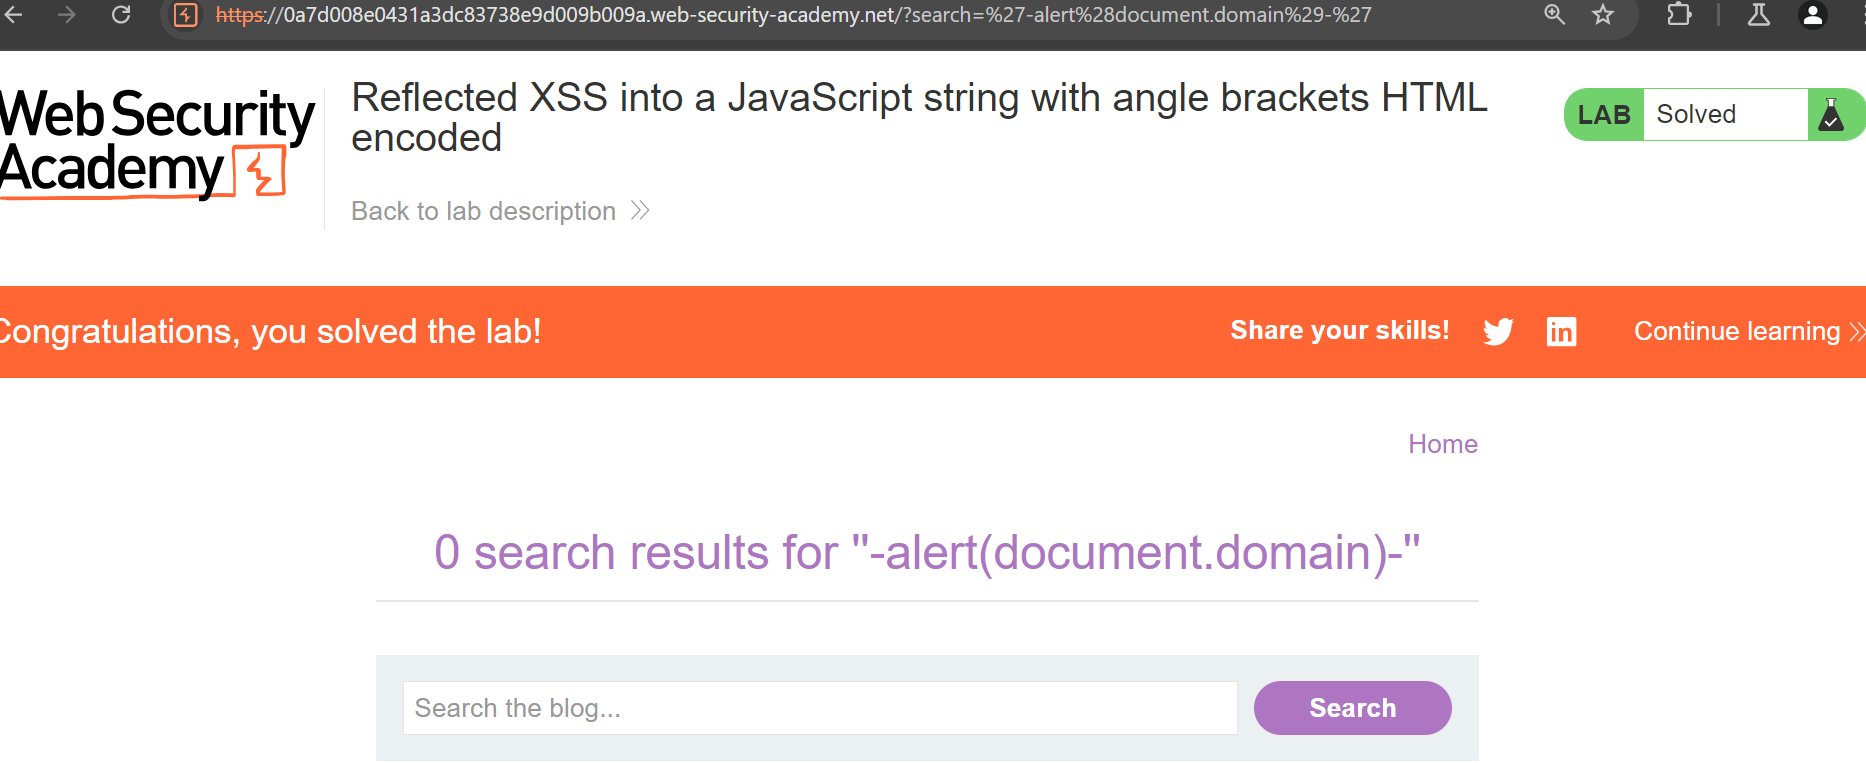 https://0a7d008e0431a3dc83738e9d009b009a.web-security-academy.net/?search=%27-alert%28document.domain%29-%27
Web Security
Academy
Reflected XSS into a JavaScript string with angle brackets HTML
encoded
Back to lab description
LAB Solved
Congratulations, you solved the lab!
Share your skills!
in
Continue learning
Home
0 search results for ''-alert(document.domain)-''
Search the blog...
Search